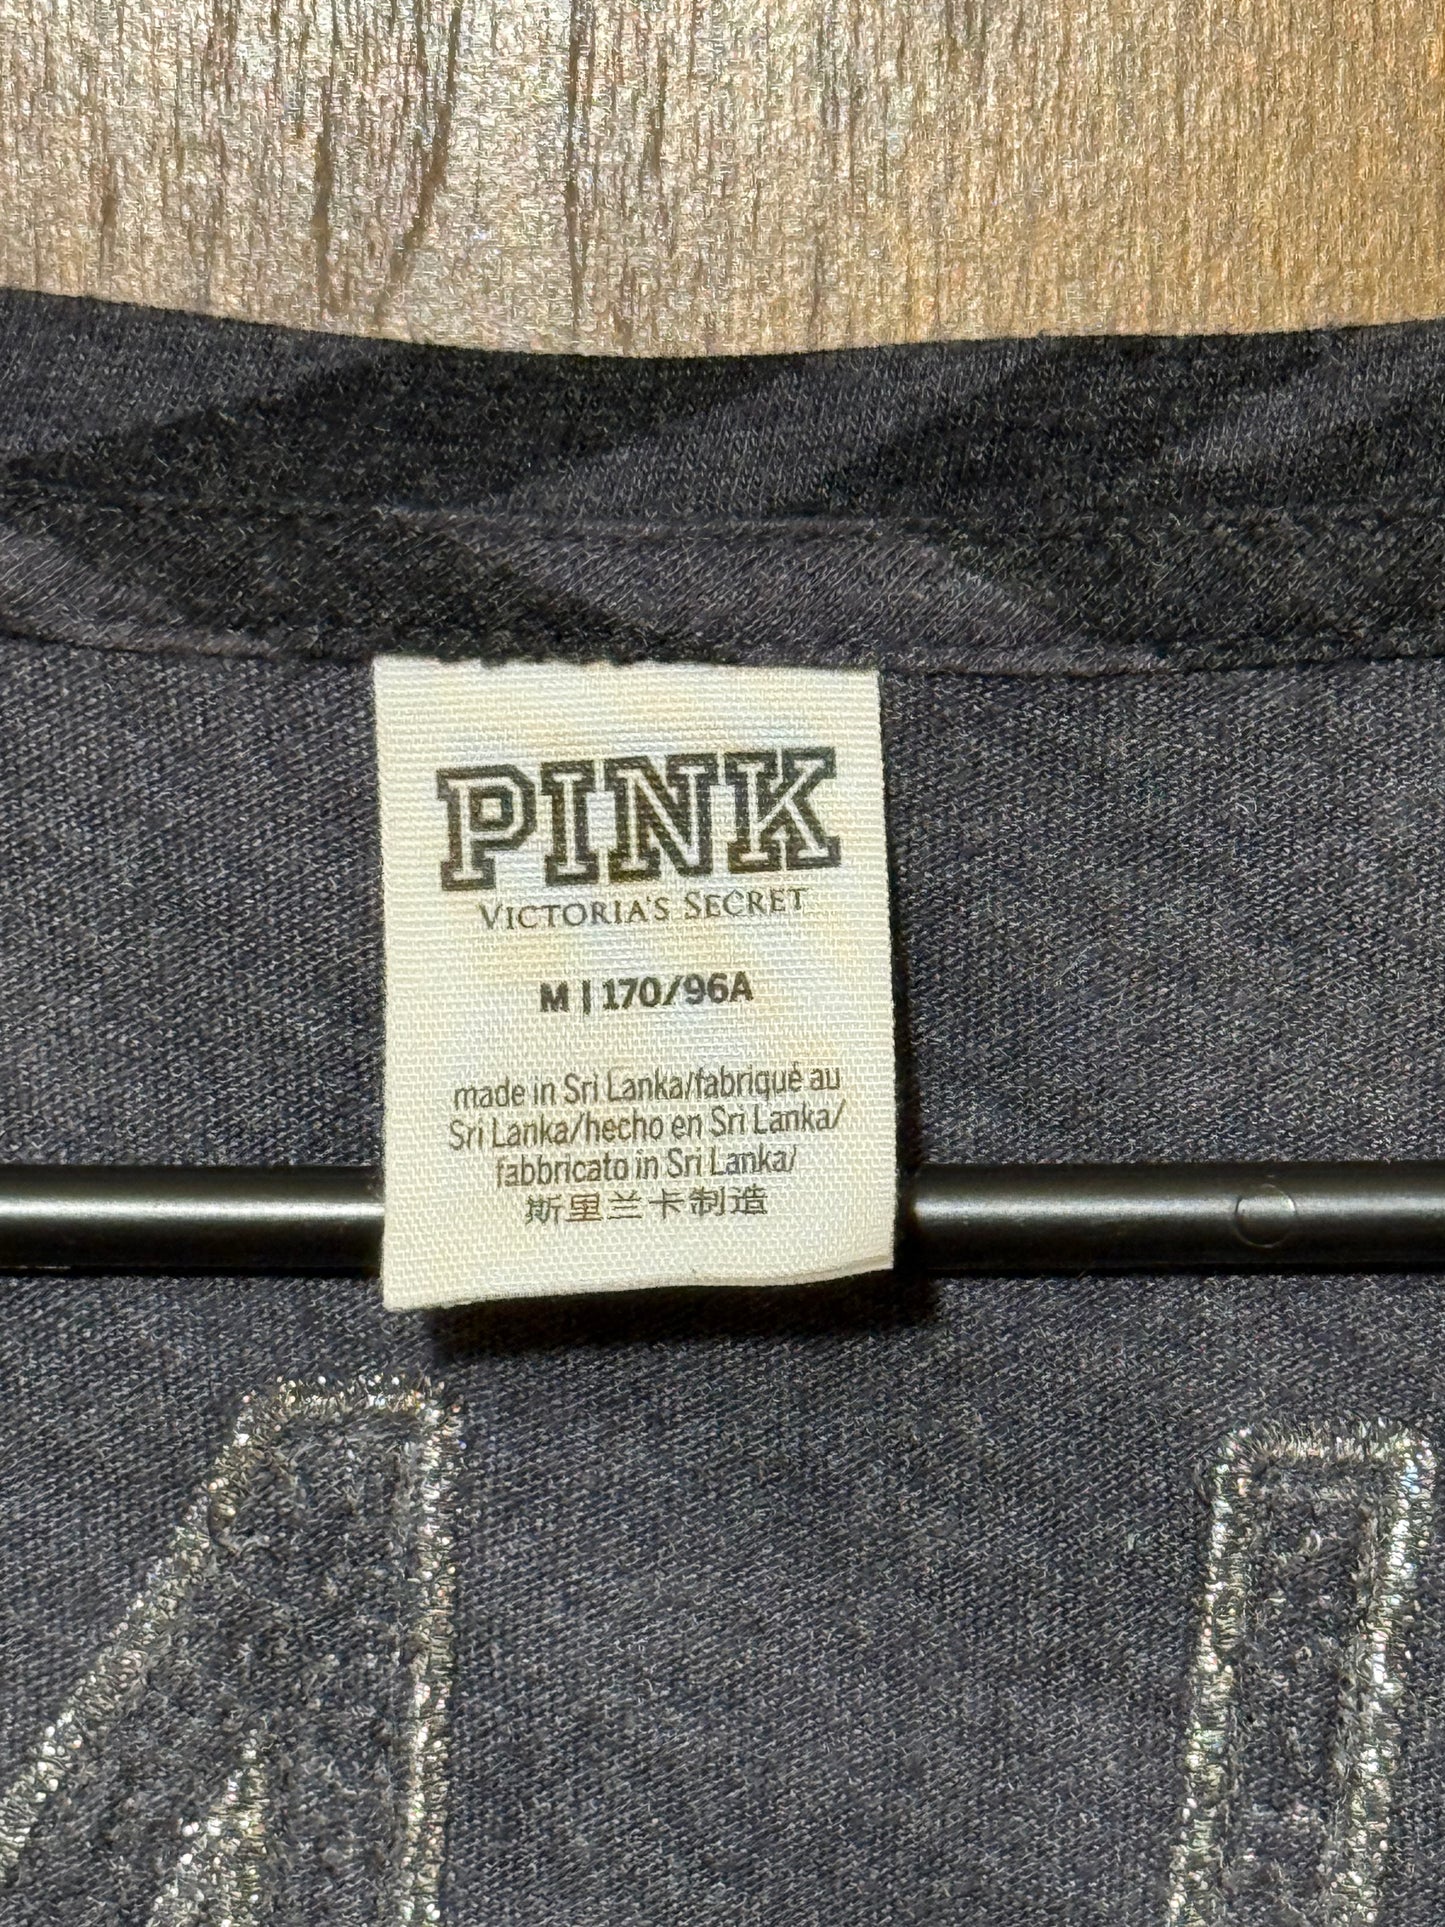 PINK
VICTORIA'S SECRET
M | 170/96A
made in Sri Lanka/fabriqué au
Sri Lanka/hecho en Sri Lanka/
fabbricato in Sri Lanka/
斯里兰卡制造